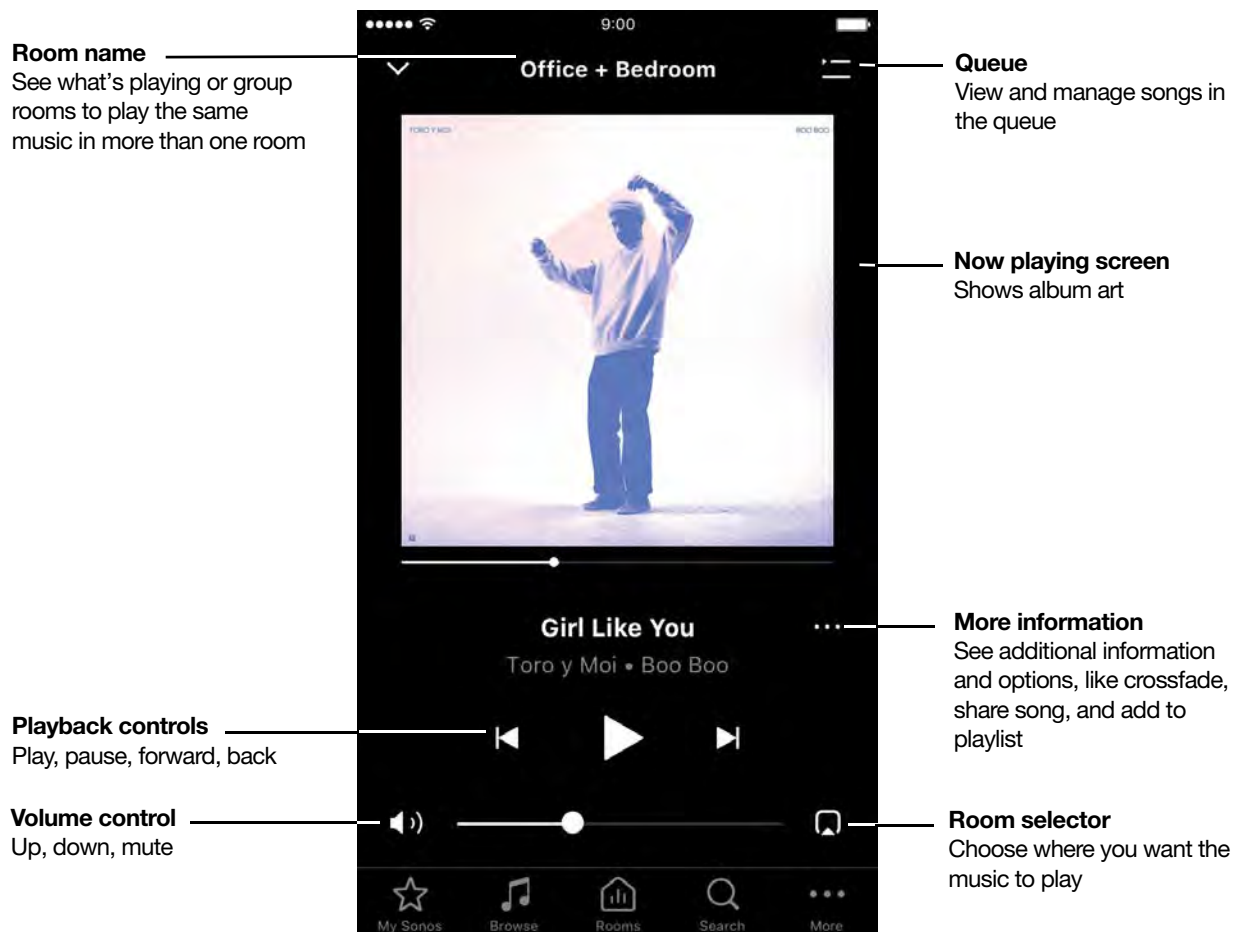 9:00
Room name
See what's playing or group
rooms to play the same
music in more than one room
Office + Bedroom
Queue
View and manage songs in
the queue
TORO Y MOI
BOO BOO
Now playing screen
Shows album art
Girl Like You
Toro y Moi • Boo Boo
More information
See additional information
and options, like crossfade,
share song, and add to
playlist
Playback controls
Play, pause, forward, back
Volume control
Up, down, mute
Room selector
Choose where you want the
music to play
My Sonos
Browse
Rooms
Search
More